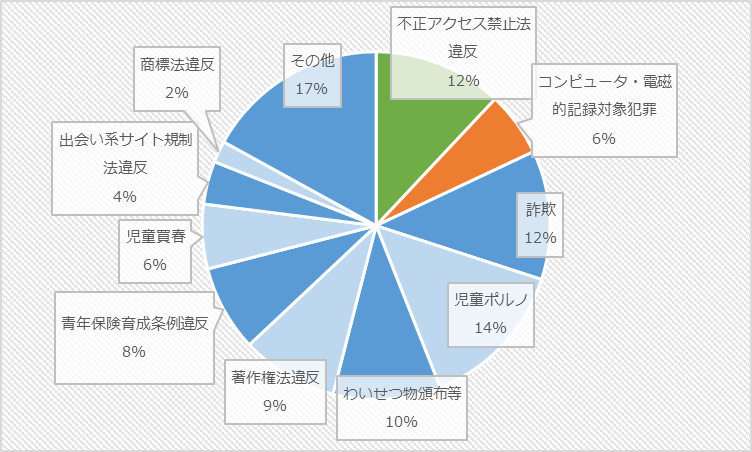 不正アクセス禁止法
違反
12%
コンピュータ・電磁
的記録対象犯罪
6%
詐欺
12%
児童ポルノ
14%
わいせつ物頒布等
10%
著作権法違反
9%
青年保険育成条例違反
8%
児童買春
6%
出会い系サイト規制
法違反
4%
商標法違反
2%
その他
17%